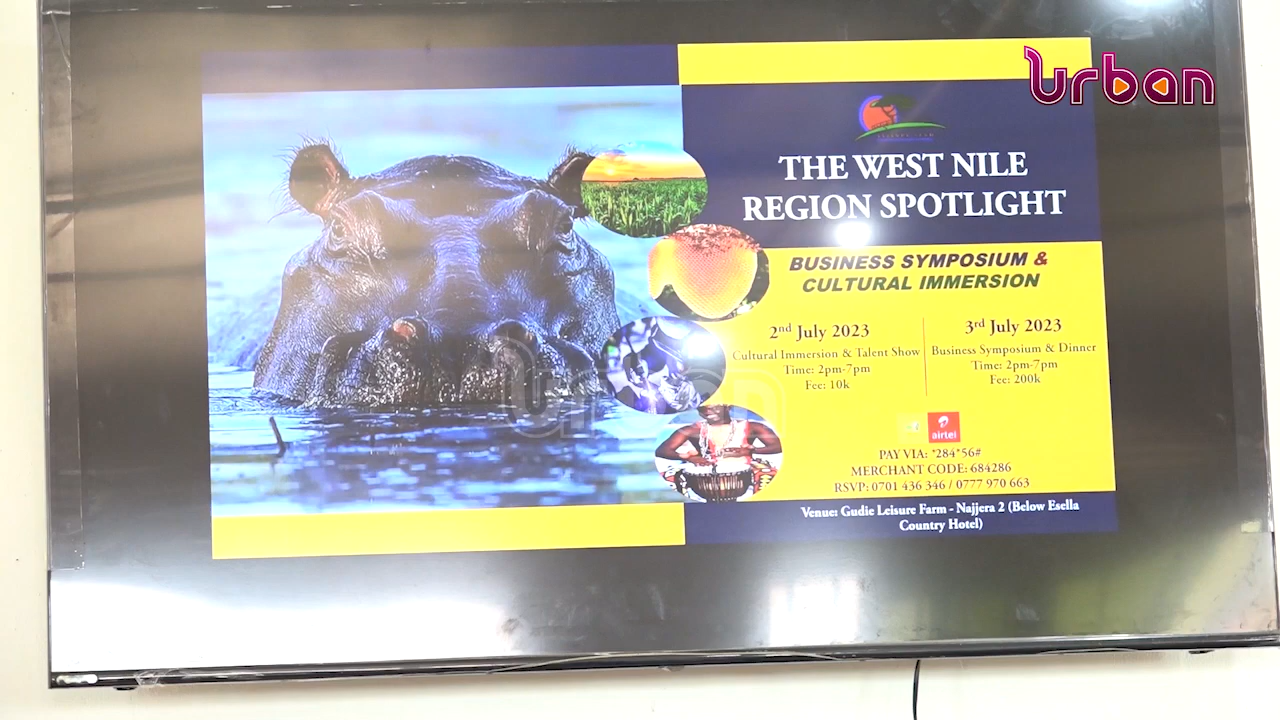 Urban
THE WEST NILE
REGION SPOTLIGHT
BUSINESS SYMPOSIUM &
CULTURAL IMMERSION
2nd July 2023
Cultural Immersion & Talent Show
Time: 2pm-7pm
Fee: 10k
3rd July 2023
Business Symposium & Dinner
Time: 2pm-7pm
Fee: 200k
airtel
PAY VIA: *284*56#
MERCHANT CODE: 684286
RSVP: 0701 436 346 / 0777 970 663
Venue: Gudie Leisure Farm - Najjera 2 (Below Esella
Country Hotel)
Urban